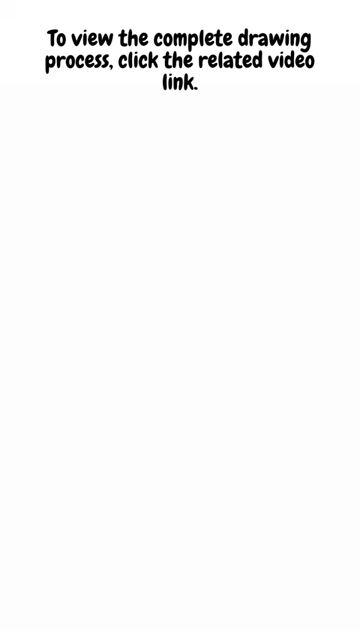 To view the complete drawing
process, click the related video
link.